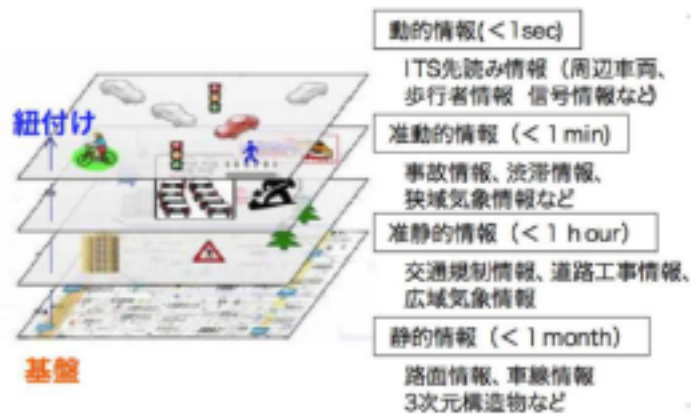 動的情報(<1sec)
ITS先読み情報(周辺車両、
歩行者情報 信号情報など)
紐付け
准動的情報(<1min)
事故情報、渋滞情報、
狭域気象情報など
准静的情報(<1hour)
交通規制情報、道路工事情報、
広域気象情報
静的情報(<1month)
基盤
路面情報、車線情報
3次元構造物など